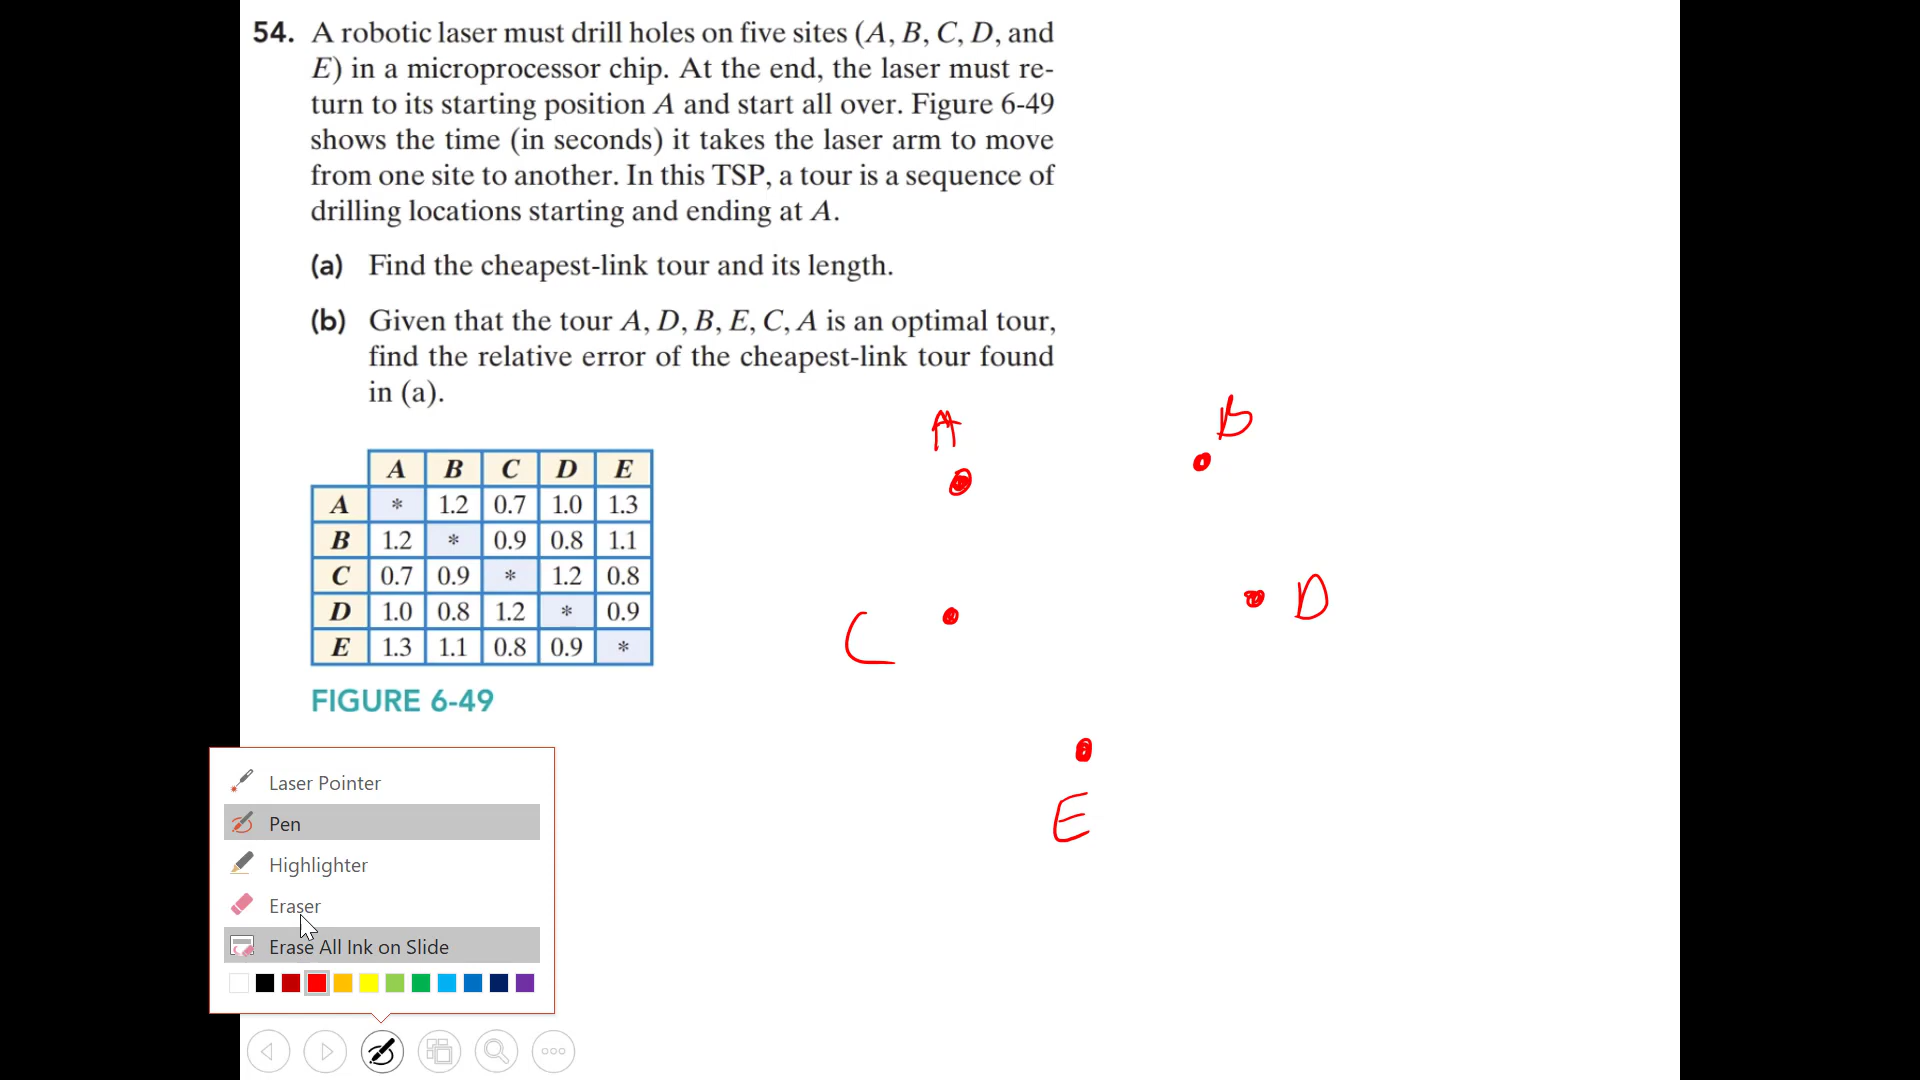 54. A robotic laser must drill holes on five sites (A, B, C, D, and
E) in a microprocessor chip. At the end, the laser must re-
turn to its starting position A and start all over. Figure 6-49
shows the time (in seconds) it takes the laser arm to move
from one site to another. In this TSP, a tour is a sequence of
drilling locations starting and ending at A.
(a) Find the cheapest-link tour and its length.
(b) Given that the tour A, D, B, E, C, A is an optimal tour,
find the relative error of the cheapest-link tour found
in (a).
A B C D E
A * 1.2 0.7 1.0 1.3
B 1.2 * 0.9 0.8 1.1
C 0.7 0.9 * 1.2 0.8
D 1.0 0.8 1.2 * 0.9
E 1.3 1.1 0.8 0.9 *
FIGURE 6-49
A
B
C
D
E
Laser Pointer
Pen
Highlighter
Eraser
Erase All Ink on Slide